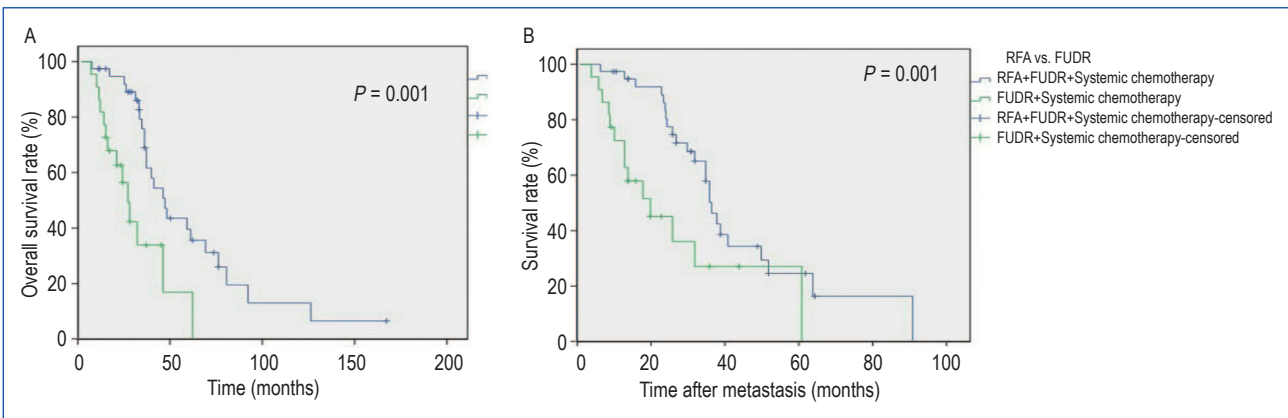 A
100
80
60
40
20
0
Overall survival rate (%)
P = 0.001
0 50 100 150 200
Time (months)
B
100
80
60
40
20
0
Survival rate (%)
P = 0.001
0 20 40 60 80 100
Time after metastasis (months)
RFA vs. FUDR
RFA+FUDR+Systemic chemotherapy
FUDR+Systemic chemotherapy
RFA+FUDR+Systemic chemotherapy-censored
FUDR+Systemic chemotherapy-censored